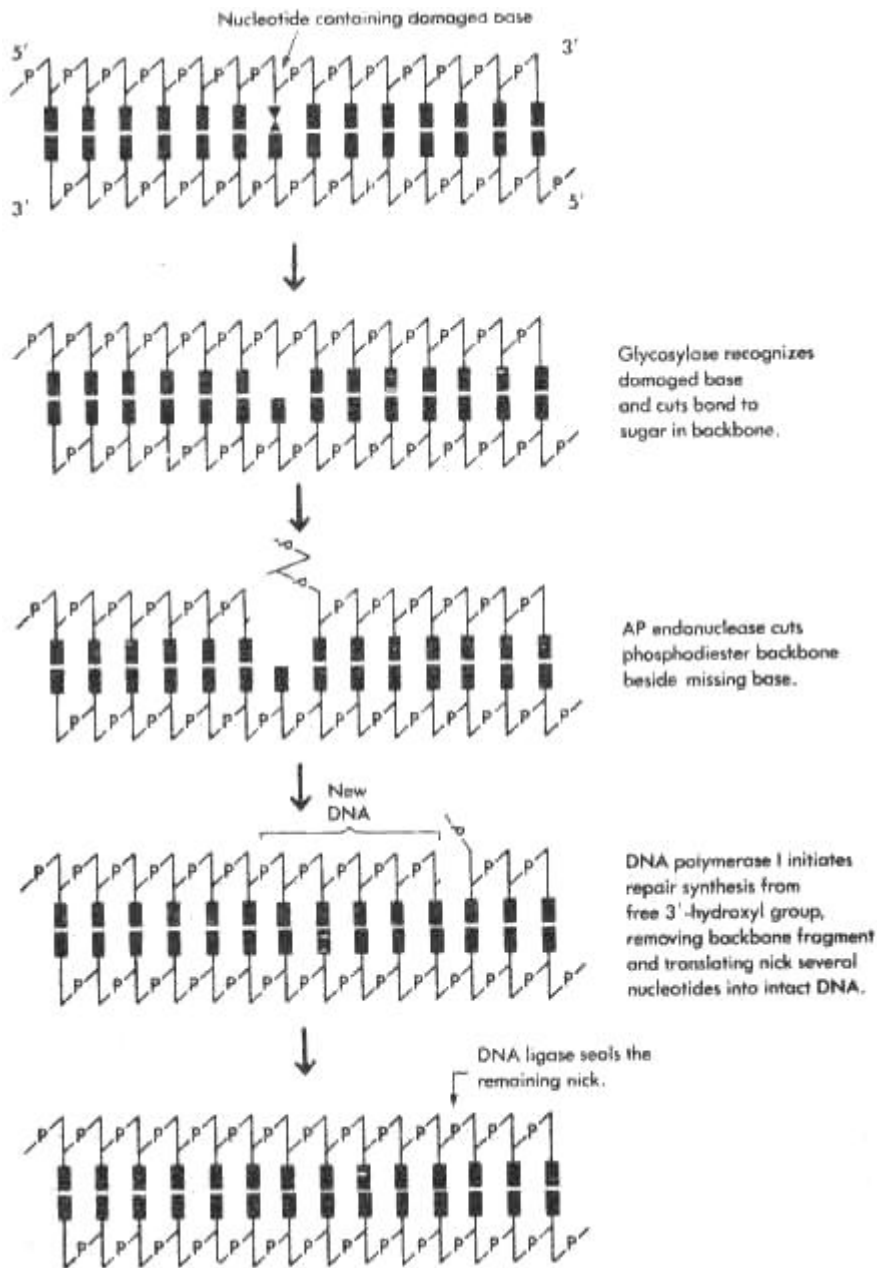 Nucleotide containing damaged base
5′ 3′
P P P P P P P P P P P P P
P P P P P P P P P P P P
3′ 5′
P P P P P P P P P P P P P
Glycosylase recognizes
damaged base
and cuts bond to
sugar in backbone.
P P P P P P P P P P P P P
P P
P P P P P P P P P P P
AP endonuclease cuts
phosphodiester backbone
beside missing base.
P P P P P P P P P P P P P
New
DNA
P
P P P P P P P P P P P P P
DNA polymerase I initiates
repair synthesis from
free 3′-hydroxyl group,
removing backbone fragment
and translating nick several
nucleotides into intact DNA.
P P P P P P P P P P P P P
DNA ligase seals the
remaining nick.
P P P P P P P P P P P P P P
P P P P P P P P P P P P P P